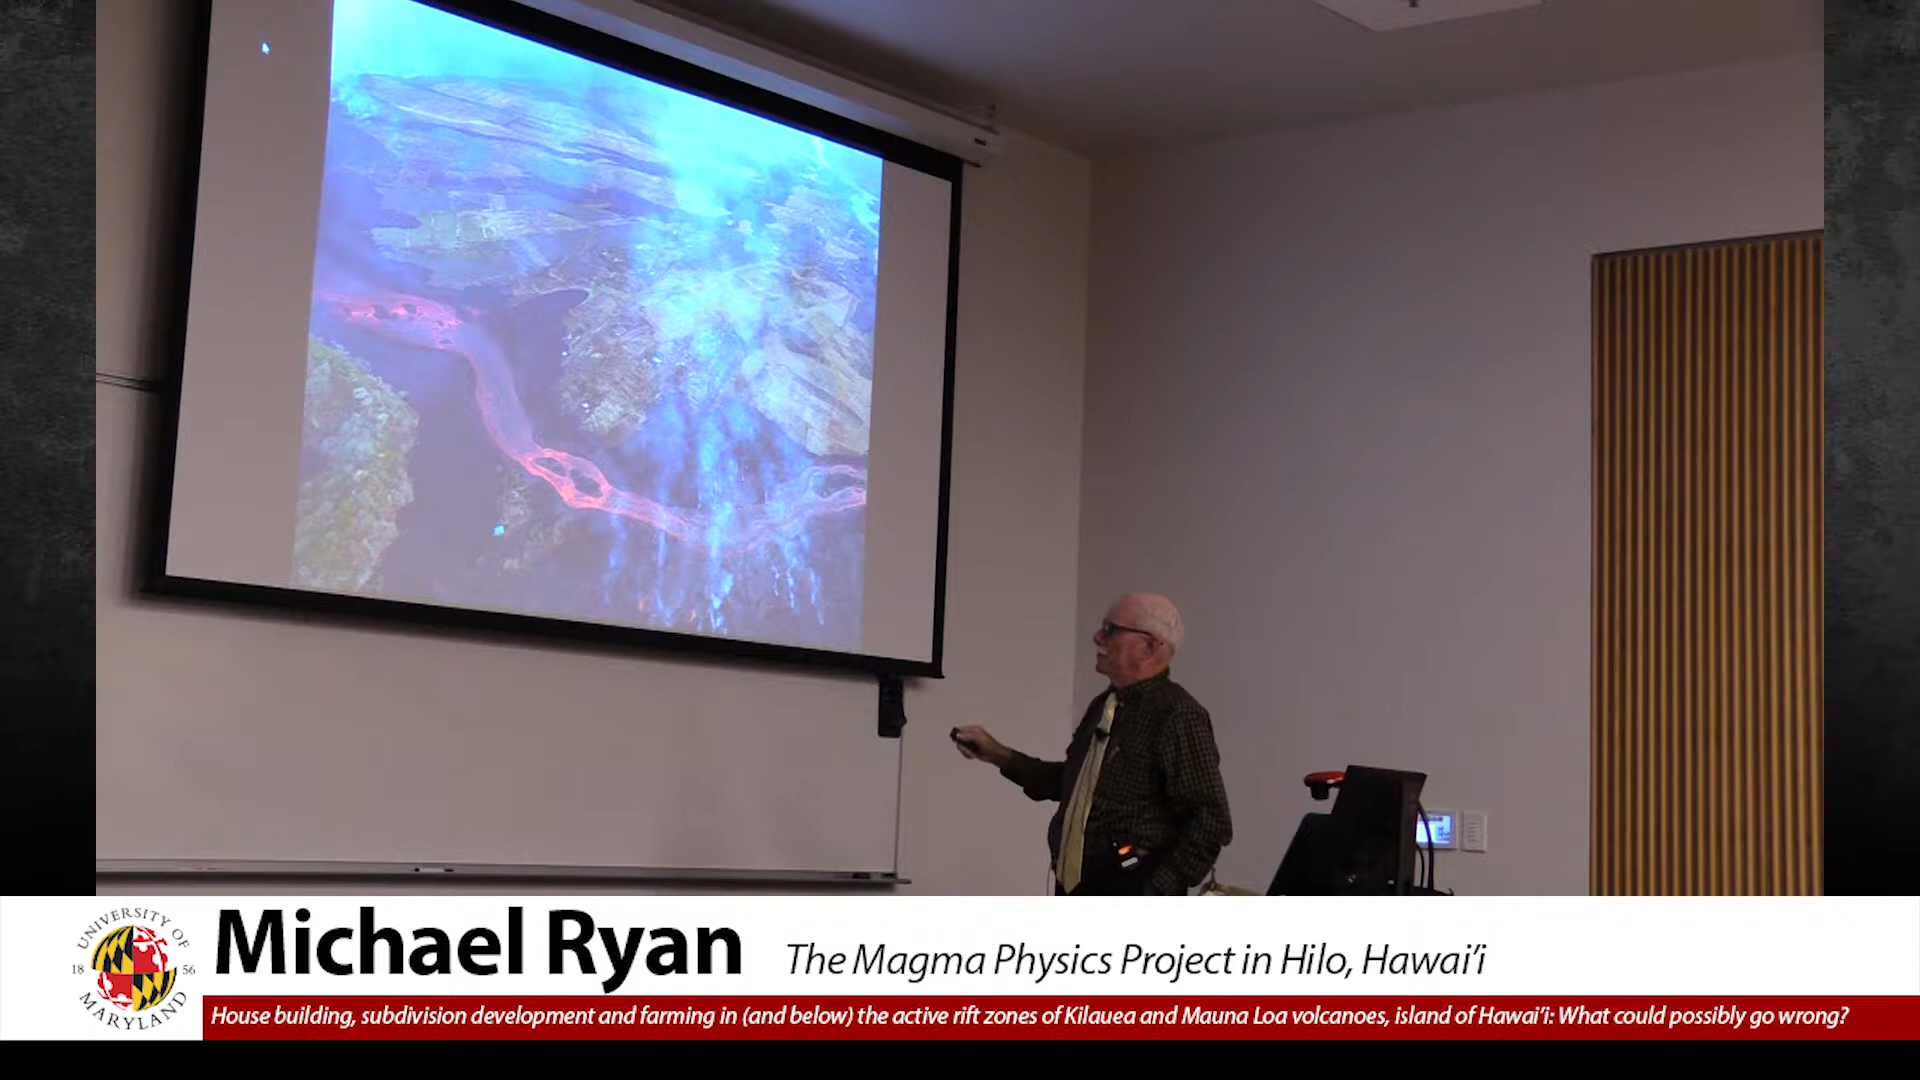 UNIVERSITY OF
18 56
MARYLAND
Michael Ryan
The Magma Physics Project in Hilo, Hawai'i
House building, subdivision development and farming in (and below) the active rift zones of Kilauea and Mauna Loa volcanoes, island of Hawai'i: What could possibly go wrong?